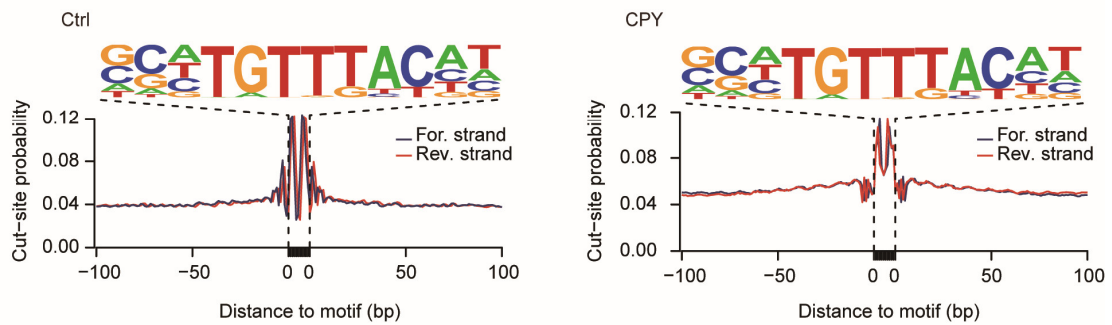 Ctrl
CPY
TGTTTAC
TGTTTAC
0.12
0.08
0.04
0.00
Cut−site probability
For. strand
Rev. strand
−100
−50
0
0
50
100
Distance to motif (bp)
0.12
0.08
0.04
0.00
Cut−site probability
For. strand
Rev. strand
−100
−50
0
0
50
100
Distance to motif (bp)